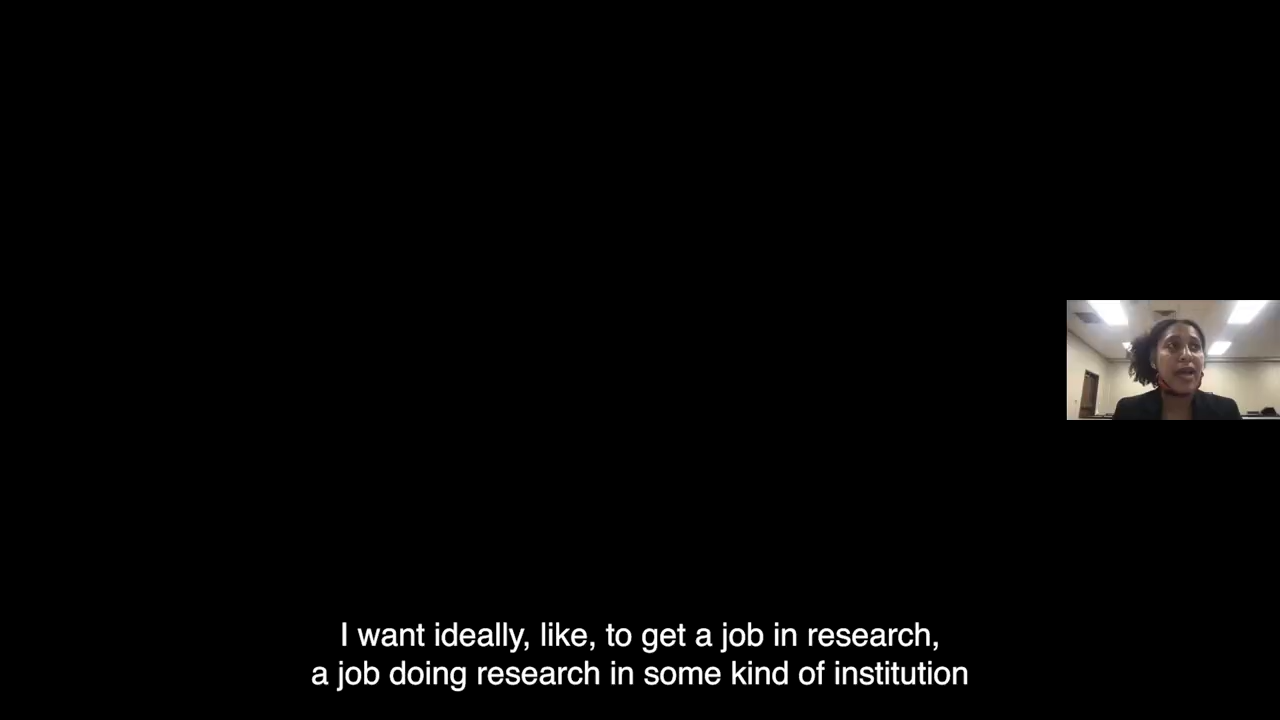 I want ideally, like, to get a job in research,
a job doing research in some kind of institution